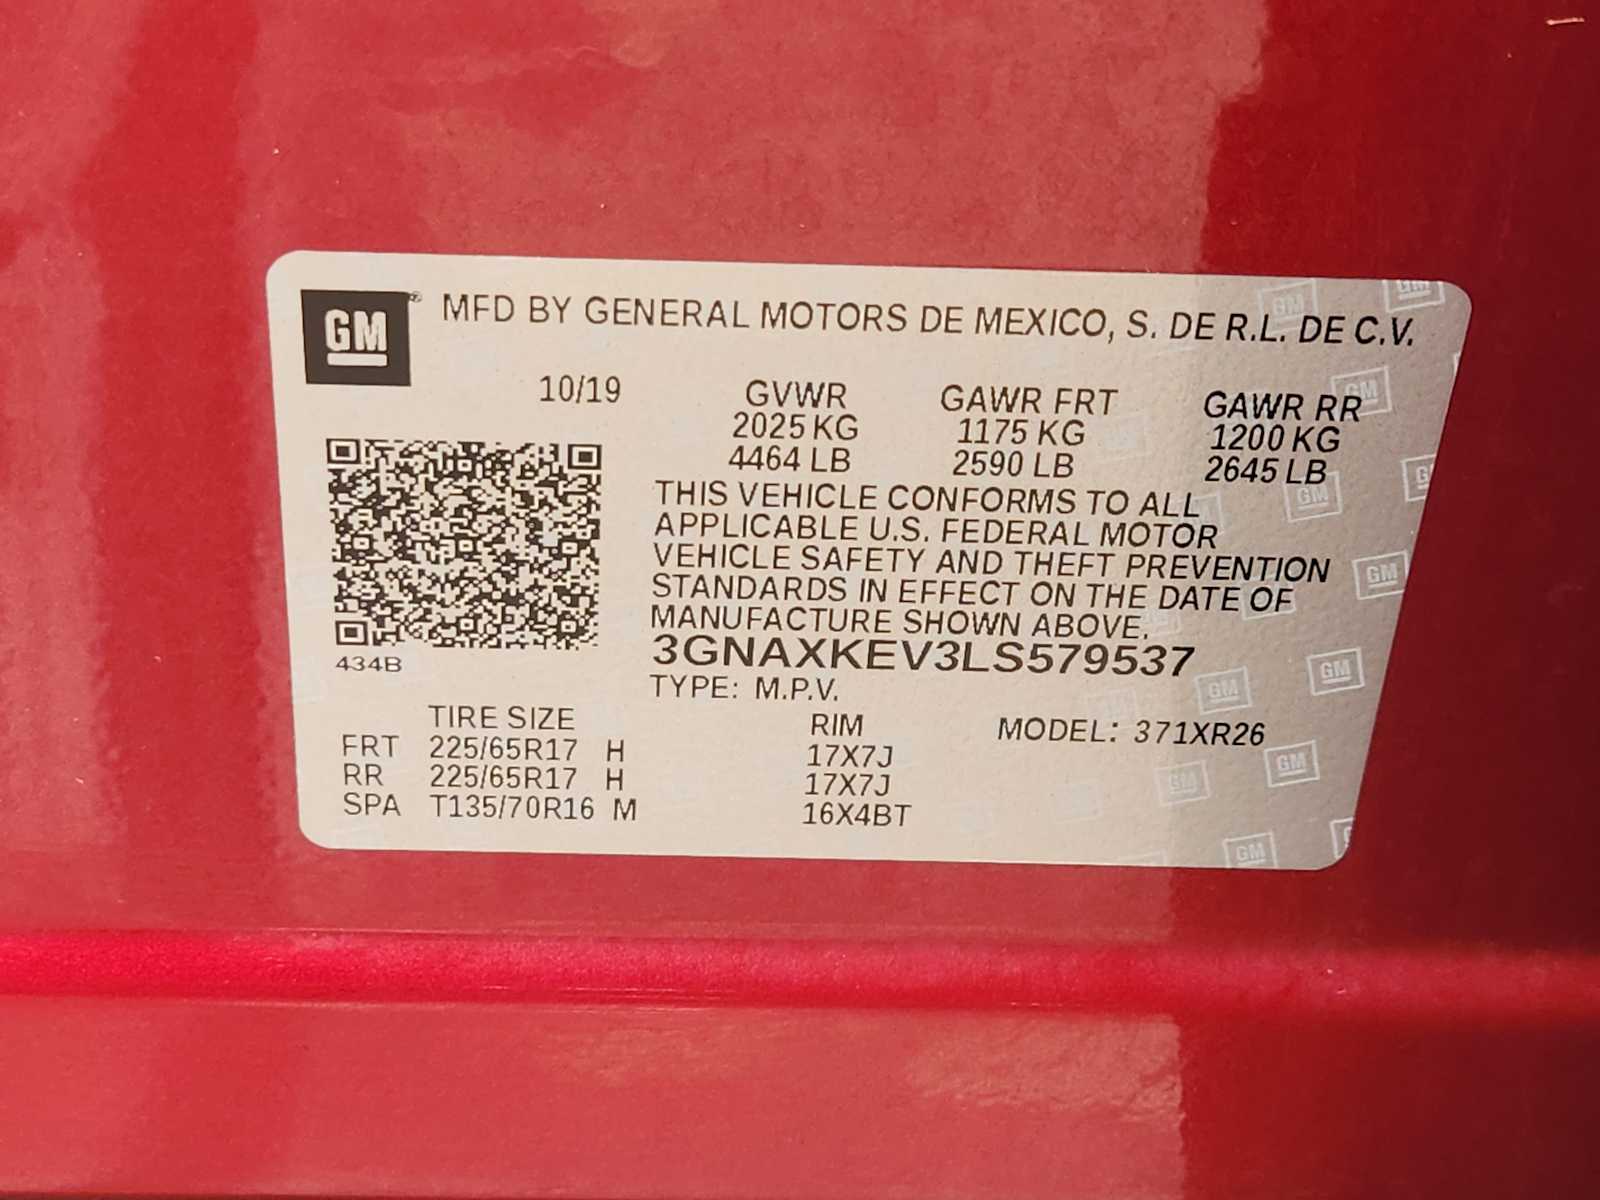 GM ® MFD BY GENERAL MOTORS DE MEXICO, S. DE R.L. DE C.V.
10/19 GVWR GAWR FRT GAWR RR
2025 KG 1175 KG 1200 KG
4464 LB 2590 LB 2645 LB
THIS VEHICLE CONFORMS TO ALL
APPLICABLE U.S. FEDERAL MOTOR
VEHICLE SAFETY AND THEFT PREVENTION
STANDARDS IN EFFECT ON THE DATE OF
MANUFACTURE SHOWN ABOVE.
434B 3GNAXKEV3LS579537
TYPE: M.P.V.
TIRE SIZE RIM MODEL: 371XR26
FRT 225/65R17 H 17X7J
RR 225/65R17 H 17X7J
SPA T135/70R16 M 16X4BT